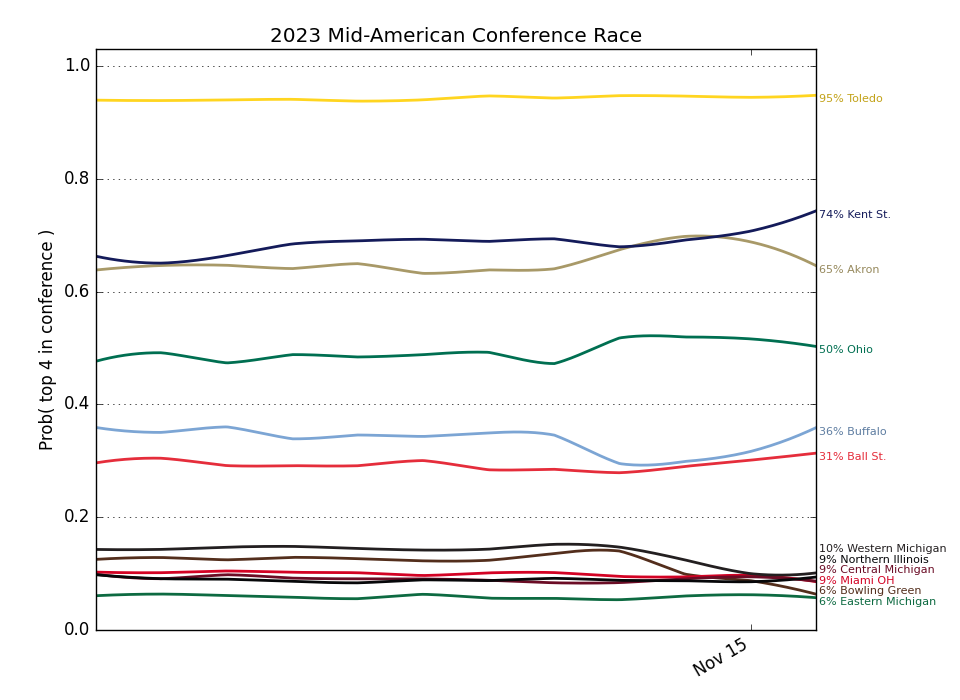 2023 Mid-American Conference Race
1.0
0.8
0.6
0.4
0.2
0.0
Prob( top 4 in conference )
95% Toledo
74% Kent St.
65% Akron
50% Ohio
36% Buffalo
31% Ball St.
10% Western Michigan
9% Northern Illinois
9% Central Michigan
9% Miami OH
6% Bowling Green
6% Eastern Michigan
Nov 15